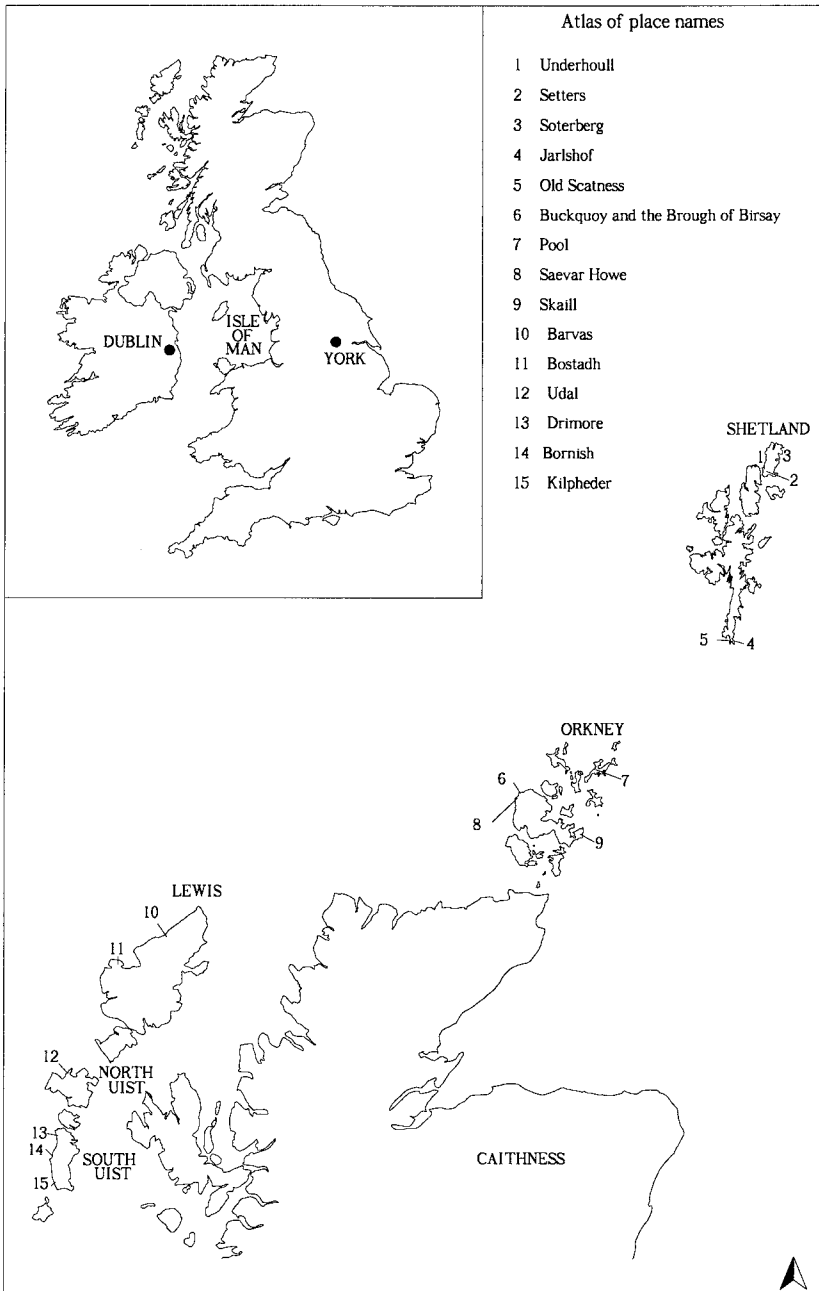 Atlas of place names
1 Underhoull
2 Setters
3 Soterberg
4 Jarlshof
5 Old Scatness
6 Buckquoy and the Brough of Birsay
7 Pool
8 Saevar Howe
9 Skaill
10 Barvas
11 Bostadh
12 Udal
13 Drimore
14 Bornish
15 Kilpheder
DUBLIN
ISLE
OF
MAN
YORK
SHETLAND
1
3
2
5
4
ORKNEY
6
7
8
9
LEWIS
10
11
12
NORTH
UIST
13
14
SOUTH
UIST
15
CAITHNESS